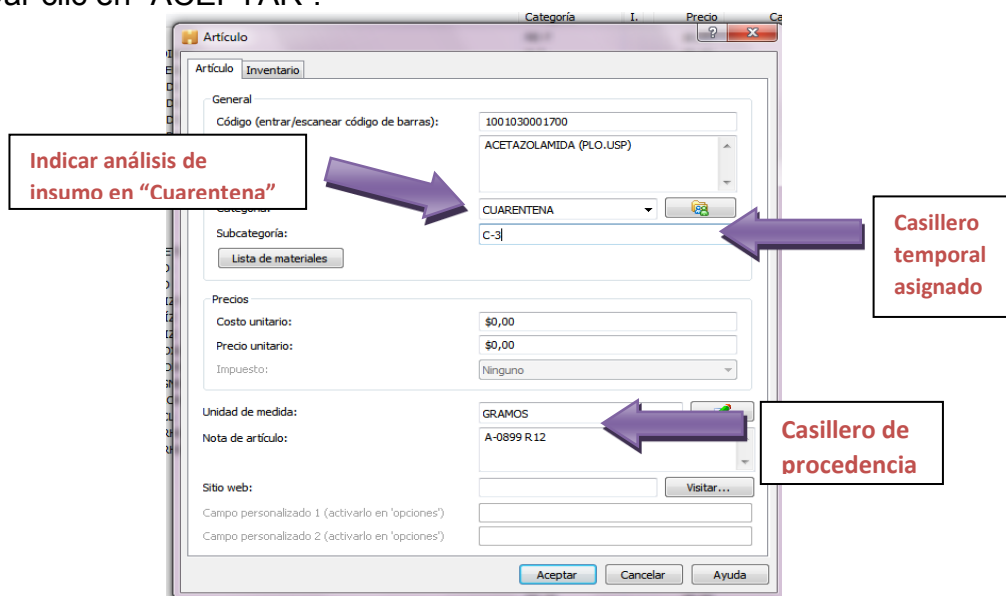 clic en "ACEPTAR".
Categoría I. Precio
Artículo
Artículo Inventario
General
Código (entrar/escanear código de barras): 1001030001700
ACETAZOLAMIDA (PLO.USP)
Indicar análisis de
insumo en “Cuarentena”
CUARENTENA
Subcategoría: C-3
Lista de materiales
Casillero
temporal
asignado
Precios
Costo unitario: $0,00
Precio unitario: $0,00
Impuesto: Ninguno
Unidad de medida: GRAMOS
Nota de artículo: A-0899 R12
Casillero de
procedencia
Sitio web: Visitar...
Campo personalizado 1 (activarlo en 'opciones')
Campo personalizado 2 (activarlo en 'opciones')
Aceptar Cancelar Ayuda